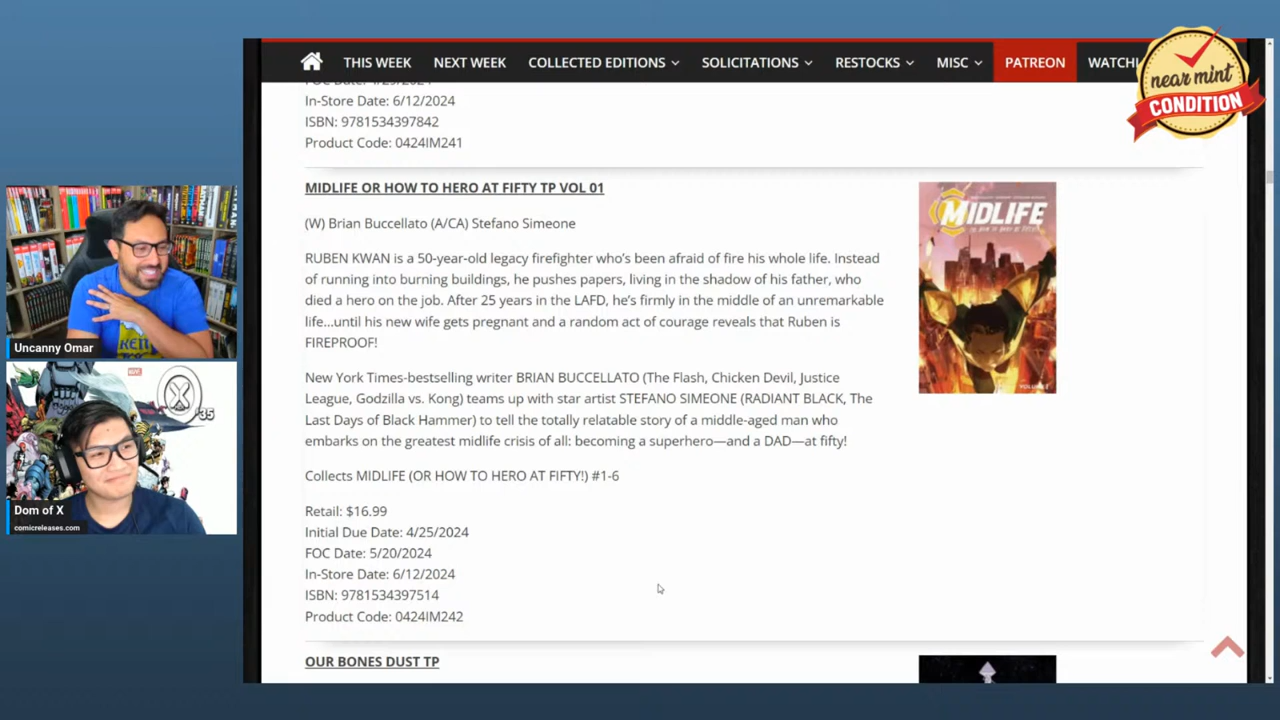 THIS WEEK NEXT WEEK COLLECTED EDITIONS SOLICITATIONS RESTOCKS MISC PATREON
near mint
CONDITION
In-Store Date: 6/12/2024
ISBN: 9781534397842
Product Code: 0424IM241
MIDLIFE OR HOW TO HERO AT FIFTY TP VOL 01
(W) Brian Buccellato (A/CA) Stefano Simeone
RUBEN KWAN is a 50-year-old legacy firefighter who's been afraid of fire his whole life. Instead
of running into burning buildings, he pushes papers, living in the shadow of his father, who
died a hero on the job. After 25 years in the LAFD, he's firmly in the middle of an unremarkable
life...until his new wife gets pregnant and a random act of courage reveals that Ruben is
FIREPROOF!
New York Times-bestselling writer BRIAN BUCCELLATO (The Flash, Chicken Devil, Justice
League, Godzilla vs. Kong) teams up with star artist STEFANO SIMEONE (RADIANT BLACK, The
Last Days of Black Hammer) to tell the totally relatable story of a middle-aged man who
embarks on the greatest midlife crisis of all: becoming a superhero—and a DAD—at fifty!
Collects MIDLIFE (OR HOW TO HERO AT FIFTY!) #1-6
Retail: $16.99
Initial Due Date: 4/25/2024
FOC Date: 5/20/2024
In-Store Date: 6/12/2024
ISBN: 9781534397514
Product Code: 0424IM242
OUR BONES DUST TP
MIDLIFE
Uncanny Omar
#35
Dom of X
comicreleases.com